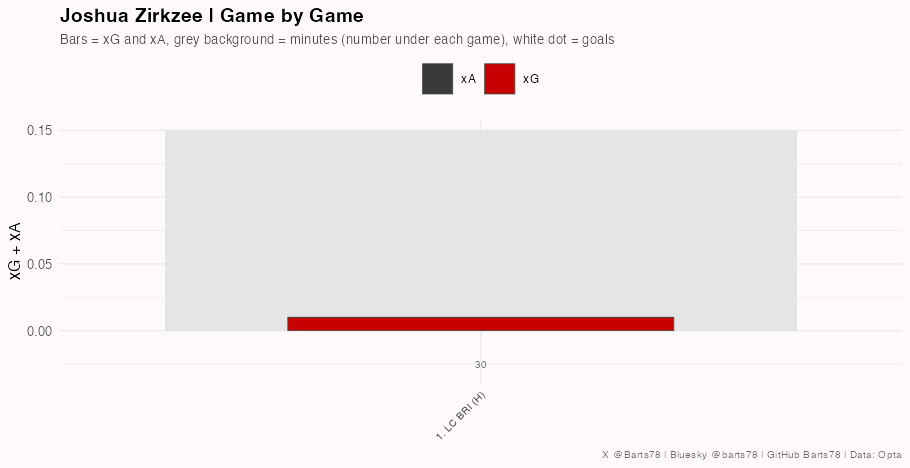 Joshua Zirkzee | Game by Game
Bars = xG and xA, grey background = minutes (number under each game), white dot = goals
xA xG
xG + xA
0.15
0.10
0.05
0.00
30
1. LC BRI (H)
X @Barts78 | Bluesky @barts78 | GitHub Barts78 | Data: Opta